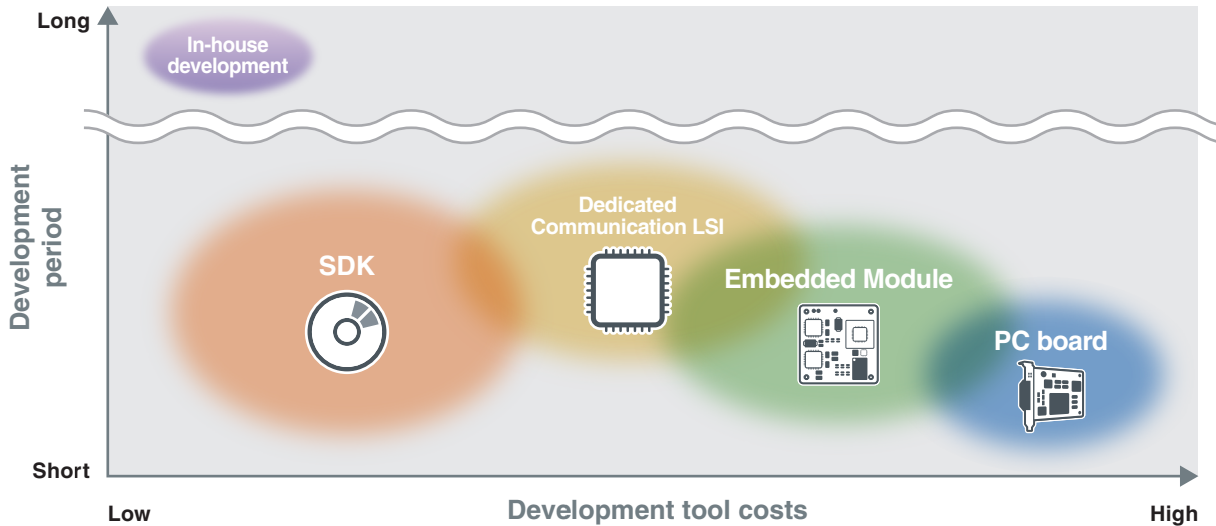 Long
In-house
development
Development
period
Dedicated
Communication LSI
SDK
Embedded Module
PC board
Short
Low
Development tool costs
High